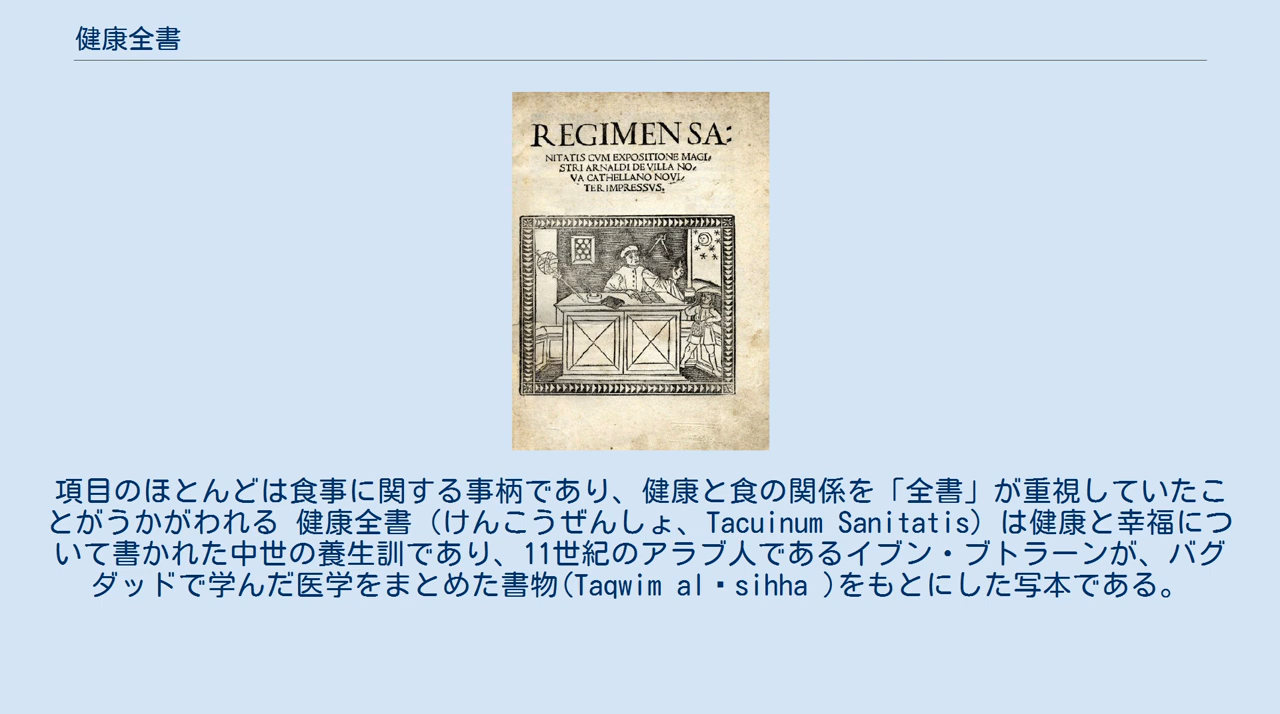 健康全書
REGIMEN SA:
NITATIS CVM EXPOSITIONE MAGI,
STRI ARNALDI DE VILLA NO,
VA CATHELLANO NOVI,
TER IMPRESSVS.
項目のほとんどは食事に関する事柄であり、健康と食の関係を「全書」が重視していたこ
とがうかがわれる 健康全書（けんこうぜんしょ、Tacuinum Sanitatis）は健康と幸福につ
いて書かれた中世の養生訓であり、11世紀のアラブ人であるイブン・ブトラーンが、バグ
ダッドで学んだ医学をまとめた書物(Taqwim al‐sihha )をもとにした写本である。